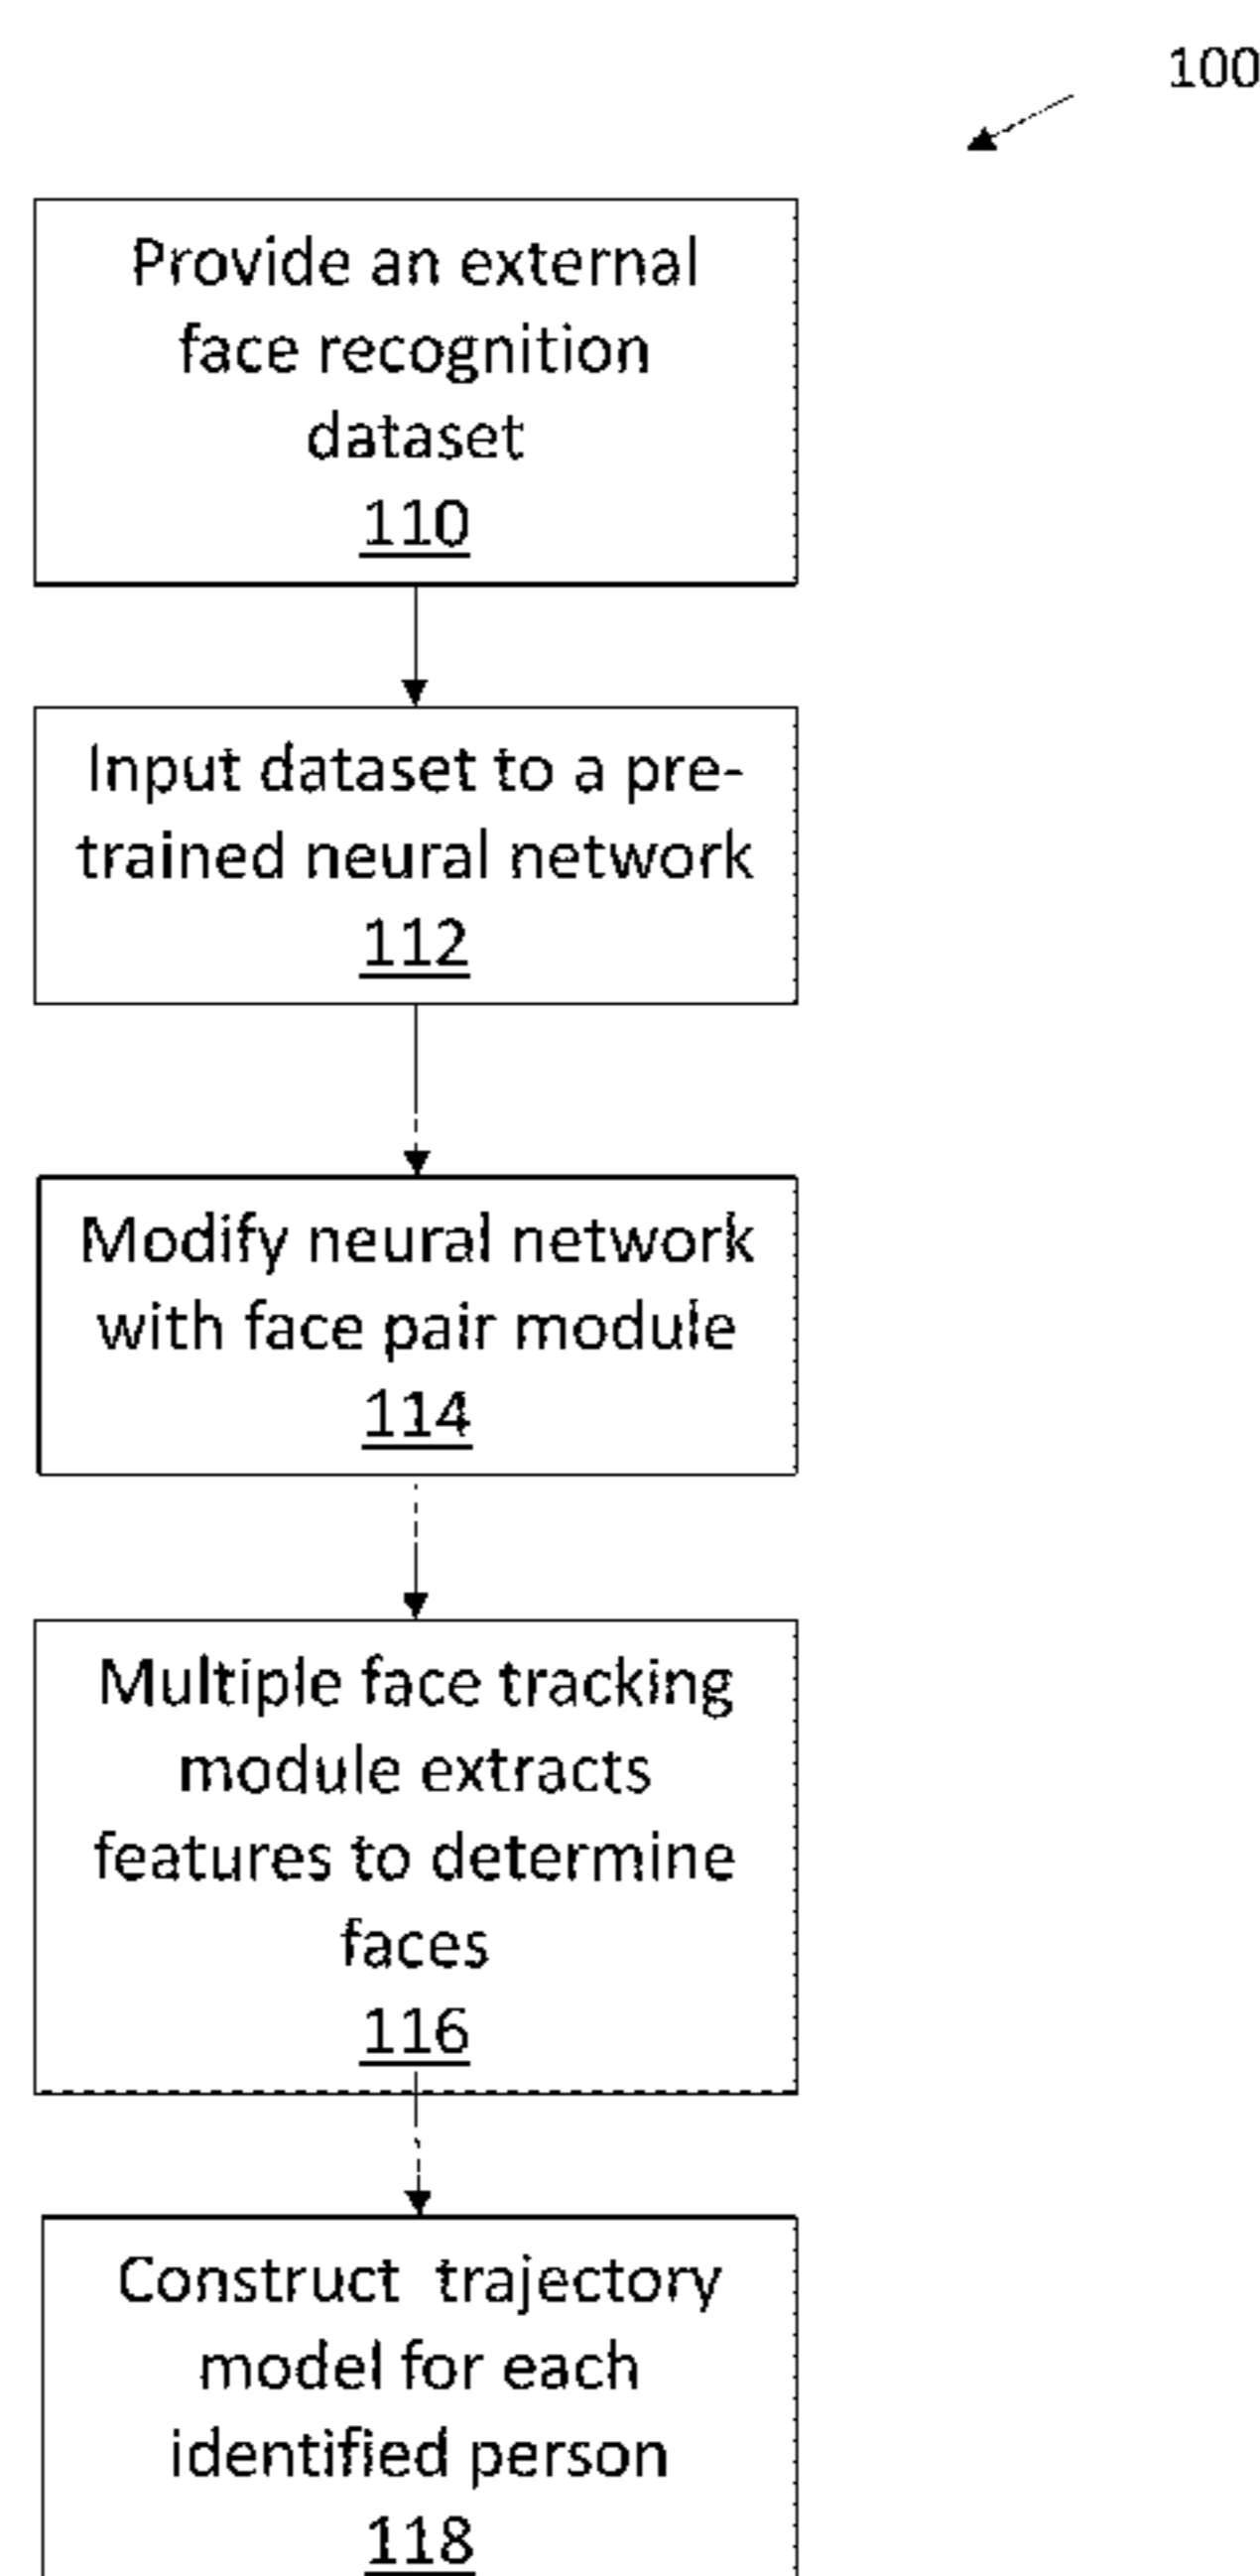 100
Provide an external
face recognition
dataset
110
Input dataset to a pre-
trained neural network
112
Modify neural network
with face pair module
114
Multiple face tracking
module extracts
features to determine
faces
116
Construct trajectory
model for each
identified person
118